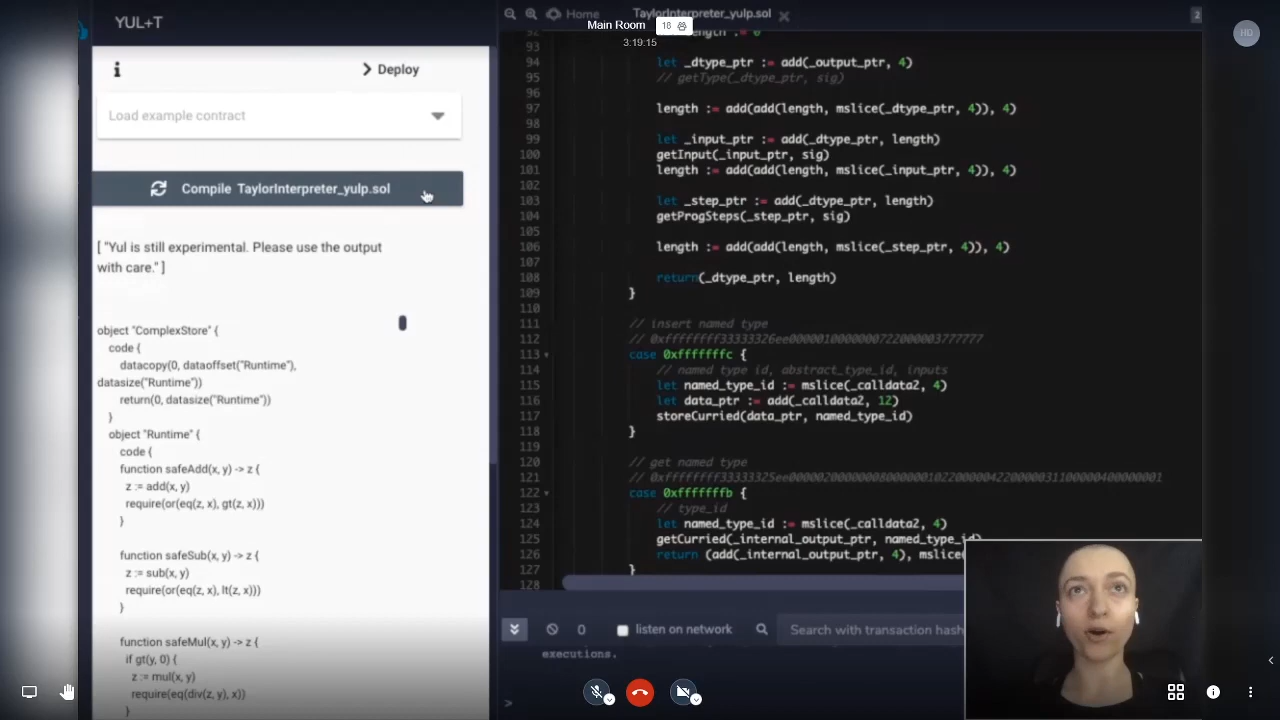 YUL+T
Home
TaylorInterpreter_yulp.sol
2
Main Room
18
3:19:15
HD
Deploy
Load example contract
Compile TaylorInterpreter_yulp.sol
[ "Yul is still experimental. Please use the output
with care." ]
object "ComplexStore" {
code {
datacopy(0, dataoffset("Runtime"),
datasize("Runtime"))
return(0, datasize("Runtime"))
}
object "Runtime" {
code {
function safeAdd(x, y) -> z {
z := add(x, y)
require(or(eq(z, x), gt(z, x)))
}
function safeSub(x, y) -> z {
z := sub(x, y)
require(or(eq(z, x), lt(z, x)))
}
function safeMul(x, y) -> z {
if gt(y, 0) {
z := mul(x, y)
require(eq(div(z, y), x))
}
92 length := 0
93
94 let _dtype_ptr := add(_output_ptr, 4)
95 // getType(_dtype_ptr, sig)
96
97 length := add(add(length, mslice(_dtype_ptr, 4)), 4)
98
99 let _input_ptr := add(_dtype_ptr, length)
100 getInput(_input_ptr, sig)
101 length := add(add(length, mslice(_input_ptr, 4)), 4)
102
103 let _step_ptr := add(_dtype_ptr, length)
104 getProgSteps(_step_ptr, sig)
105
106 length := add(add(length, mslice(_step_ptr, 4)), 4)
107
108 return(_dtype_ptr, length)
109 }
110
111 // insert named type
112
113 case 0xfffffffc {
114 // named type id, abstract_type_id, inputs
115 let named_type_id := mslice(_calldata2, 4)
116 let data_ptr := add(_calldata2, 12)
117 storeCurried(data_ptr, named_type_id)
118 }
119
120 // get named type
121
122 case 0xfffffffb {
123 // type_id
124 let named_type_id := mslice(_calldata2, 4)
125 getCurried(_internal_output_ptr, named_type_id)
126 return (add(_internal_output_ptr, 4), mslice(
127 }
128
0
listen on network
Search with transaction hash
executions.
>